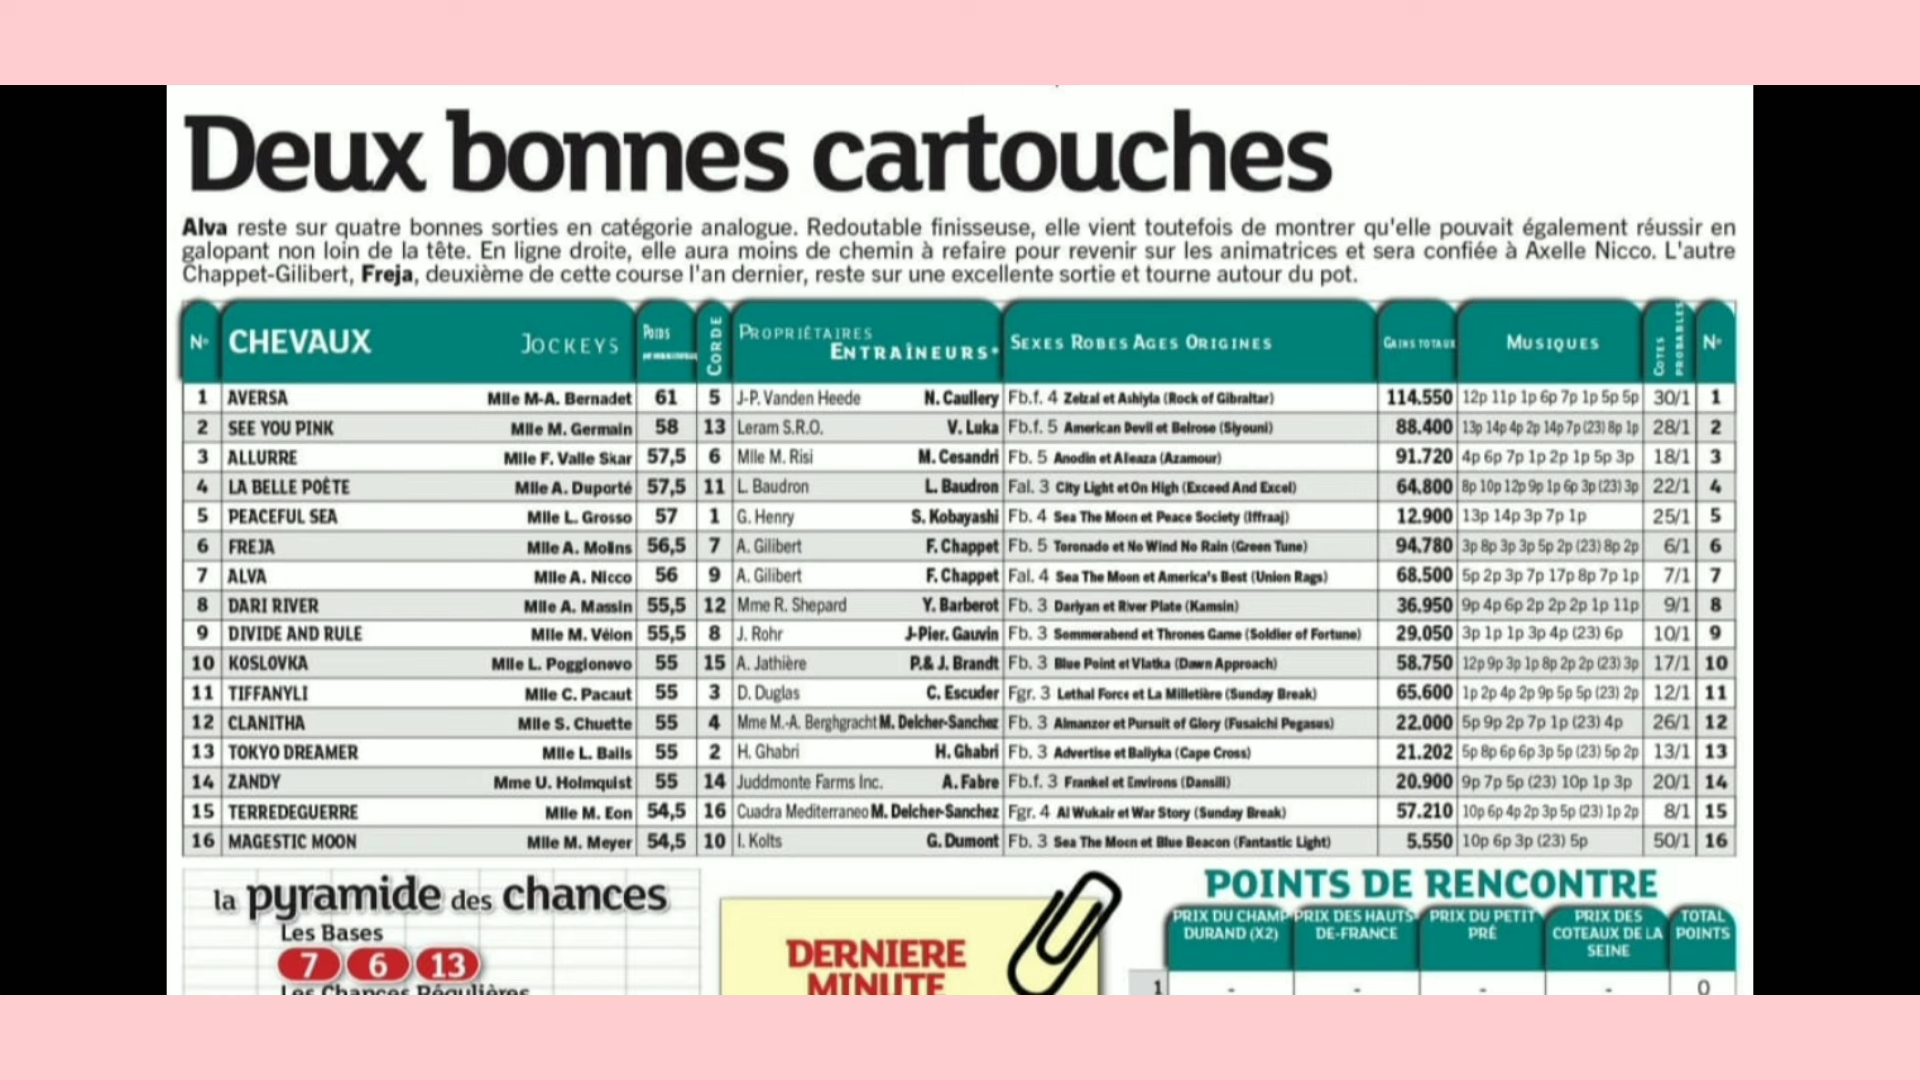 Deux bonnes cartouches
Alva reste sur quatre bonnes sorties en catégorie analogue. Redoutable finisseuse, elle vient toutefois de montrer qu'elle pouvait également réussir en
galopant non loin de la tête. En ligne droite, elle aura moins de chemin à refaire pour revenir sur les animatrices et sera confiée à Axelle Nicco. L'autre
Chappet-Gilibert, Freja, deuxième de cette course l'an dernier, reste sur une excellente sortie et tourne autour du pot.
N° CHEVAUX JOCKEYS POIDS CORDE PROPRIÉTAIRES ENTRAÎNEURS SEXES ROBES AGES ORIGINES GAINS TOTAUX MUSIQUES COTES PROBABLES N°
1 AVERSA Mlle M-A. Bernadet 61 5 J-P. Vanden Heede N. Caullery Fb.f. 4 Zelzal et Ashiyla (Rock of Gibraltar) 114.550 12p 11p 1p 6p 7p 1p 5p 5p 30/1 1
2 SEE YOU PINK Mlle M. Germain 58 13 Leram S.R.O. V. Luka Fb.f. 5 American Devil et Belrose (Siyouni) 88.400 13p 14p 4p 2p 14p 7p (23) 8p 1p 28/1 2
3 ALLURRE Mlle F. Valle Skar 57,5 6 Mlle M. Risi M. Cesandri Fb. 5 Anodin et Aleaza (Azamour) 91.720 4p 6p 7p 1p 2p 1p 5p 3p 18/1 3
4 LA BELLE POÈTE Mlle A. Duporté 57,5 11 L. Baudron L. Baudron Fal. 3 City Light et On High (Exceed And Excel) 64.800 8p 10p 12p 9p 1p 6p 3p (23) 3p 22/1 4
5 PEACEFUL SEA Mlle L. Grosso 57 1 G. Henry S. Kobayashi Fb. 4 Sea The Moon et Peace Society (Iffraaj) 12.900 13p 14p 3p 7p 1p 25/1 5
6 FREJA Mlle A. Molins 56,5 7 A. Gilibert F. Chappet Fb. 5 Toronado et No Wind No Rain (Green Tune) 94.780 3p 8p 3p 3p 5p 2p (23) 8p 2p 6/1 6
7 ALVA Mlle A. Nicco 56 9 A. Gilibert F. Chappet Fal. 4 Sea The Moon et America's Best (Union Rags) 68.500 5p 2p 3p 7p 17p 8p 7p 1p 7/1 7
8 DARI RIVER Mlle A. Massin 55,5 12 Mme R. Shepard Y. Barberot Fb. 3 Dariyan et River Plate (Kamsin) 36.950 9p 4p 6p 2p 2p 2p 1p 11p 9/1 8
9 DIVIDE AND RULE Mlle M. Vélon 55,5 8 J. Rohr J-Pier. Gauvin Fb. 3 Sommerabend et Thrones Game (Soldier of Fortune) 29.050 3p 1p 1p 3p 4p (23) 6p 10/1 9
10 KOSLOVKA Mlle L. Poggionovo 55 15 A. Jathière P.& J. Brandt Fb. 3 Blue Point et Vlatka (Dawn Approach) 58.750 12p 9p 3p 1p 8p 2p 2p (23) 3p 17/1 10
11 TIFFANYLI Mlle C. Pacaut 55 3 D. Duglas C. Escuder Fgr. 3 Lethal Force et La Milletière (Sunday Break) 65.600 1p 2p 4p 2p 9p 5p 5p (23) 2p 12/1 11
12 CLANITHA Mlle S. Chuette 55 4 Mme M.-A. Berghgracht M. Delcher-Sanchez Fb. 3 Almanzor et Pursuit of Glory (Fusaichi Pegasus) 22.000 5p 9p 2p 7p 1p (23) 4p 26/1 12
13 TOKYO DREAMER Mlle L. Bails 55 2 H. Ghabri H. Ghabri Fb. 3 Advertise et Ballyka (Cape Cross) 21.202 5p 8p 6p 6p 3p 5p (23) 5p 2p 13/1 13
14 ZANDY Mme U. Holmquist 55 14 Juddmonte Farms Inc. A. Fabre Fb.f. 3 Frankel et Environs (Dansili) 20.900 9p 7p 5p (23) 10p 1p 3p 20/1 14
15 TERREDEGUERRE Mlle M. Eon 54,5 16 Cuadra Mediterraneo M. Delcher-Sanchez Fgr. 4 Al Wukair et War Story (Sunday Break) 57.210 10p 6p 4p 2p 3p 5p (23) 1p 2p 8/1 15
16 MAGESTIC MOON Mlle M. Meyer 54,5 10 I. Kolts G. Dumont Fb. 3 Sea The Moon et Blue Beacon (Fantastic Light) 5.550 10p 6p 3p (23) 5p 50/1 16
la pyramide des chances
Les Bases
7 6 13
Les Chances Régulières
DERNIERE
MINUTE
POINTS DE RENCONTRE
PRIX DU CHAMP DURAND (X2) PRIX DES HAUTS-DE-FRANCE PRIX DU PETIT PRÉ PRIX DES COTEAUX DE LA SEINE TOTAL POINTS
1 - - - - 0